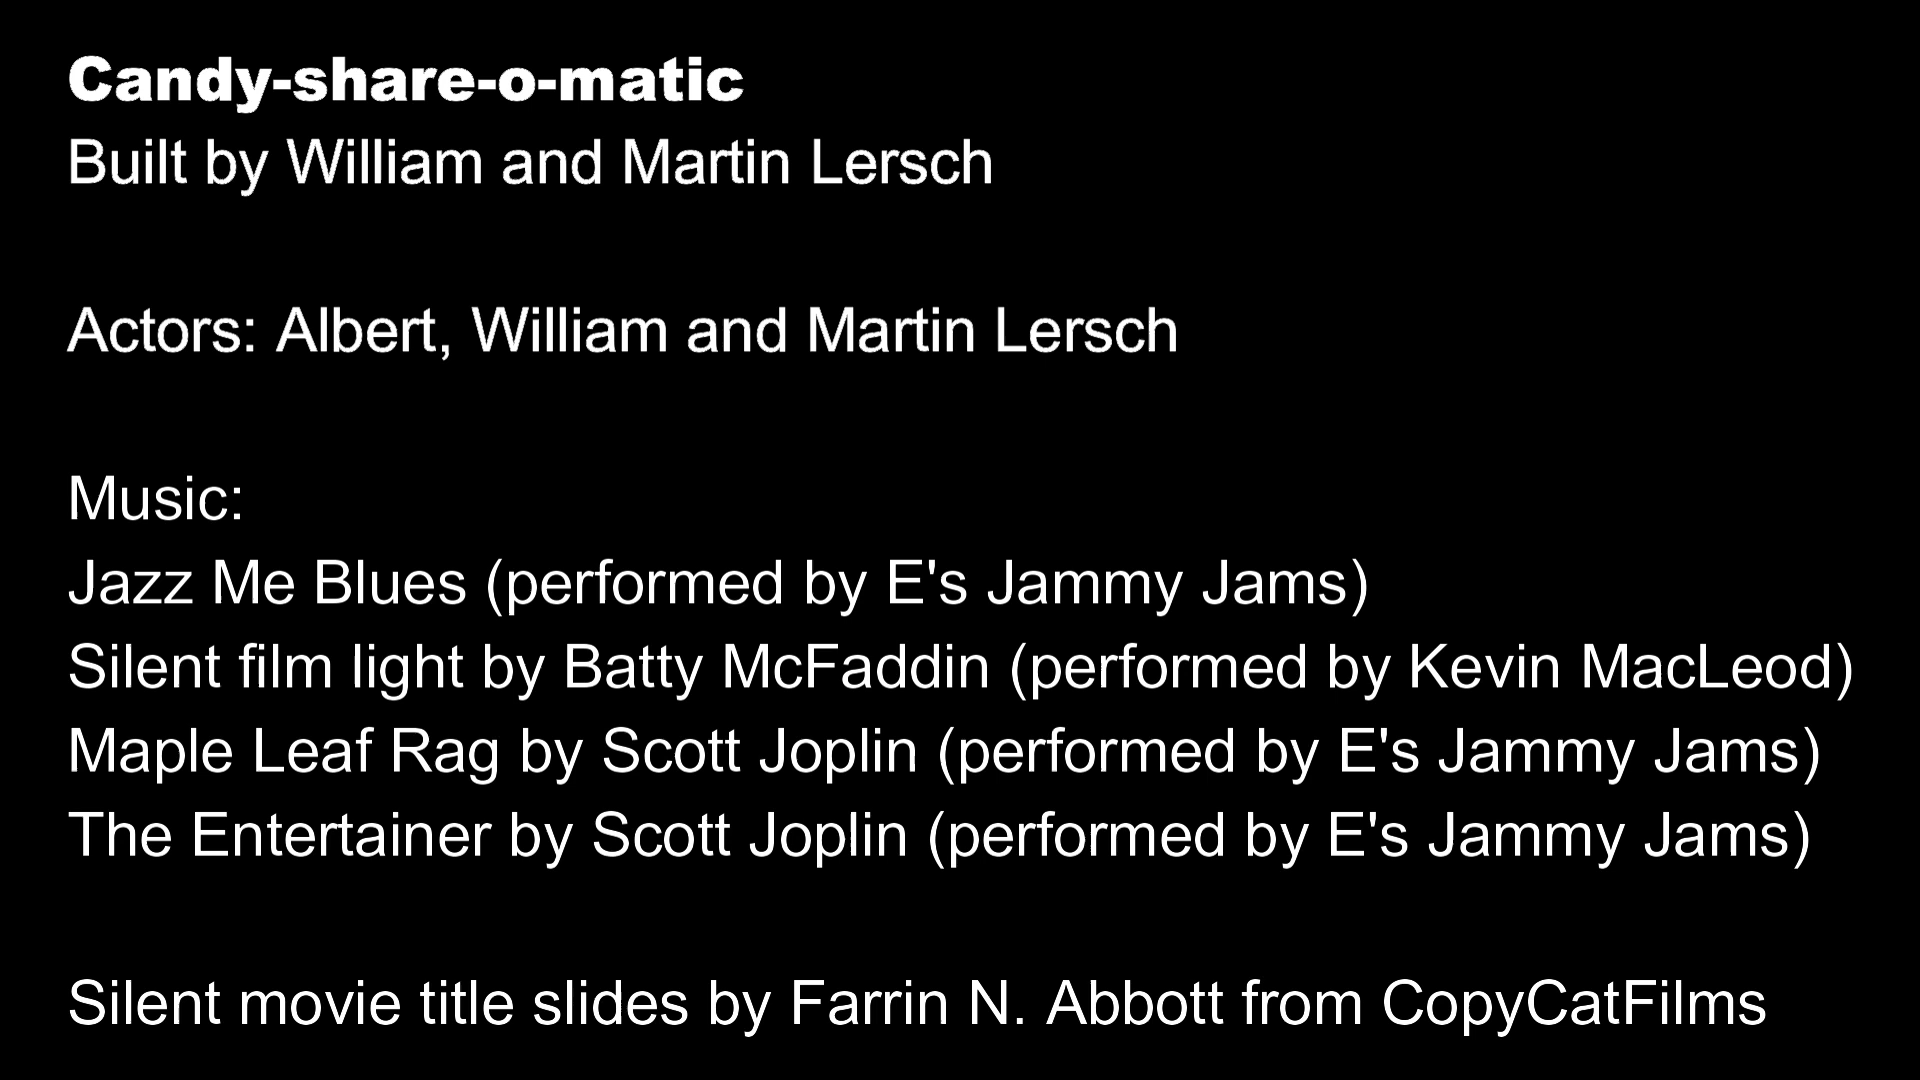 Candy-share-o-matic
Built by William and Martin Lersch
Actors: Albert, William and Martin Lersch
Music:
Jazz Me Blues (performed by E's Jammy Jams)
Silent film light by Batty McFaddin (performed by Kevin MacLeod)
Maple Leaf Rag by Scott Joplin (performed by E's Jammy Jams)
The Entertainer by Scott Joplin (performed by E's Jammy Jams)
Silent movie title slides by Farrin N. Abbott from CopyCatFilms